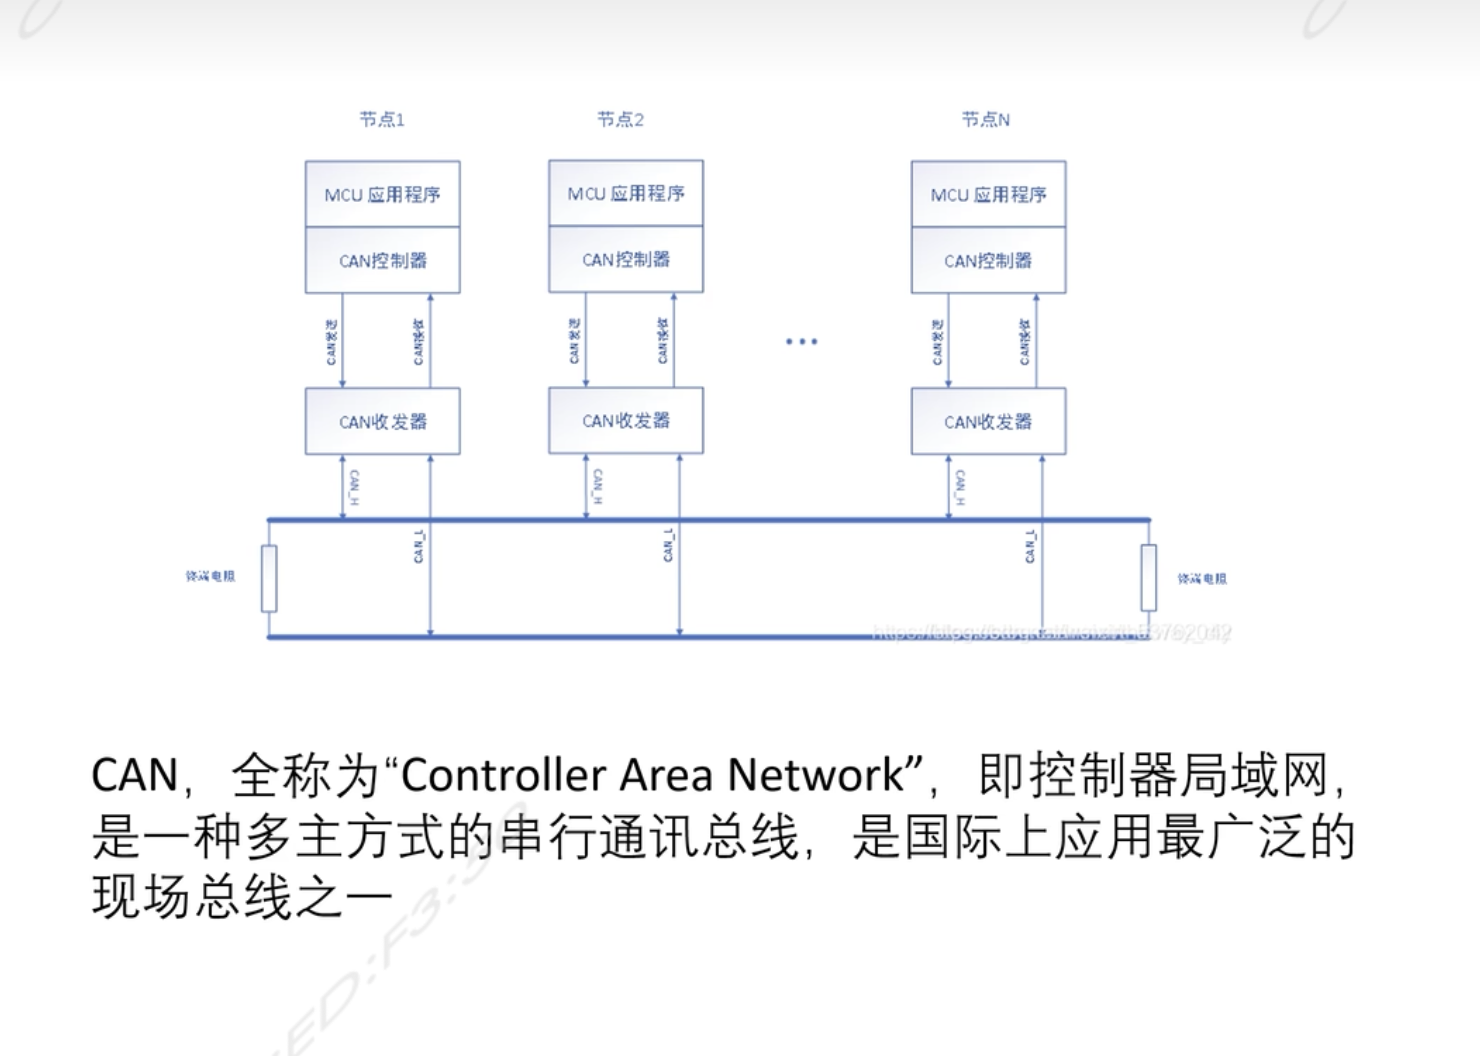 节点1
节点2
节点N
MCU 应用程序
MCU 应用程序
MCU 应用程序
CAN控制器
CAN控制器
CAN控制器
CAN发送
CAN接收
CAN发送
CAN接收
...
CAN发送
CAN接收
CAN收发器
CAN收发器
CAN收发器
CAN_H
CAN_H
CAN_H
CAN_L
CAN_L
CAN_L
终端电阻
终端电阻
CAN，全称为“Controller Area Network”，即控制器局域网，
是一种多主方式的串行通讯总线，是国际上应用最广泛的
现场总线之一
ED:F3:30